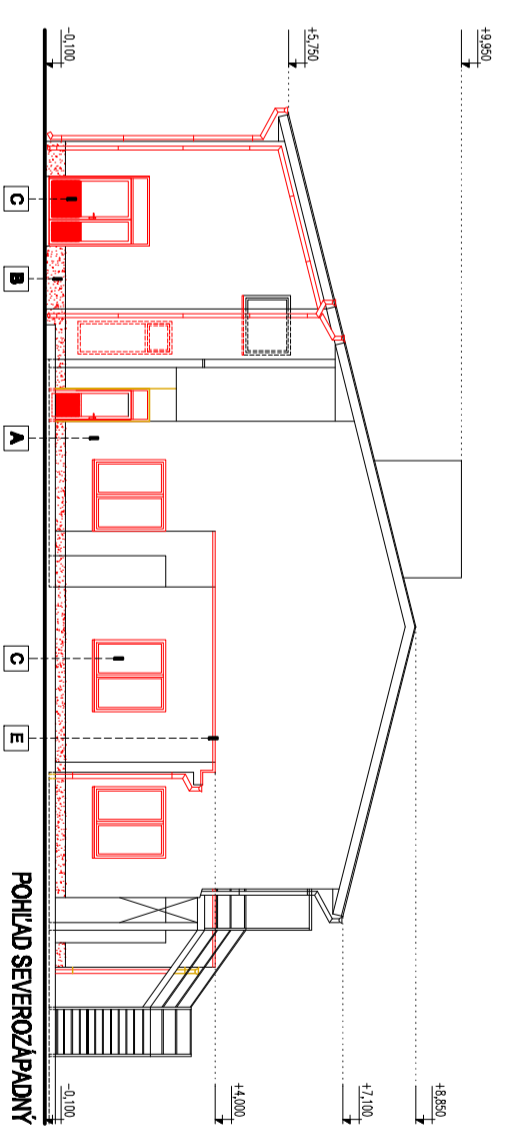 +9,950
+5,750
-0,100
C
B
A
C
E
+8,850
+7,100
+4,000
-0,100
POHĽAD SEVEROZÁPADNÝ